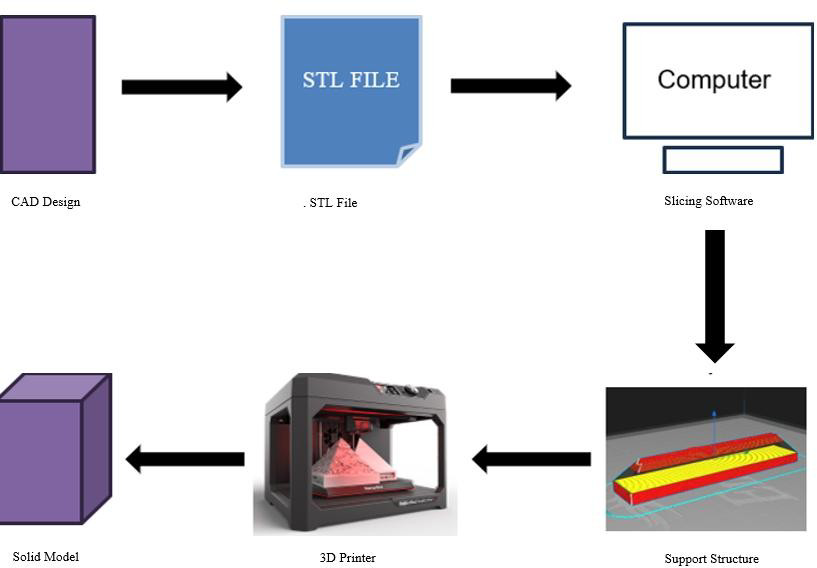 STL FILE
Computer
CAD Design
. STL File
Slicing Software
Solid Model
3D Printer
Support Structure